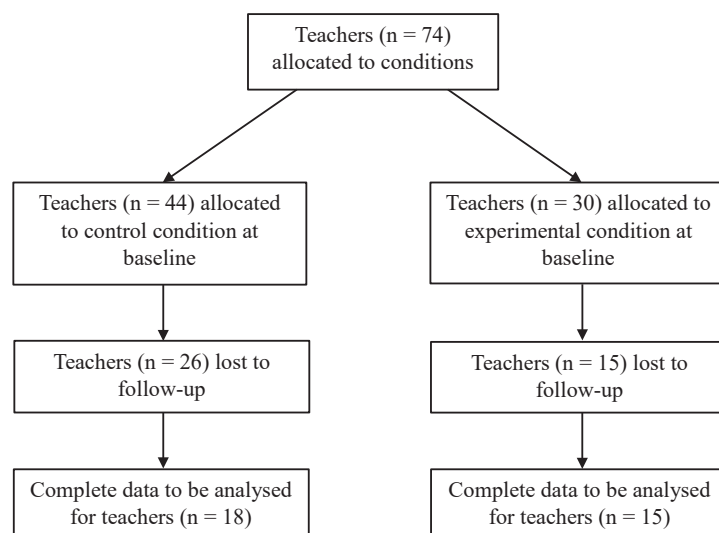 Teachers (n = 74)
allocated to conditions
Teachers (n = 44) allocated
to control condition at
baseline
Teachers (n = 30) allocated to
experimental condition at
baseline
Teachers (n = 26) lost to
follow-up
Teachers (n = 15) lost to
follow-up
Complete data to be analysed
for teachers (n = 18)
Complete data to be analysed
for teachers (n = 15)